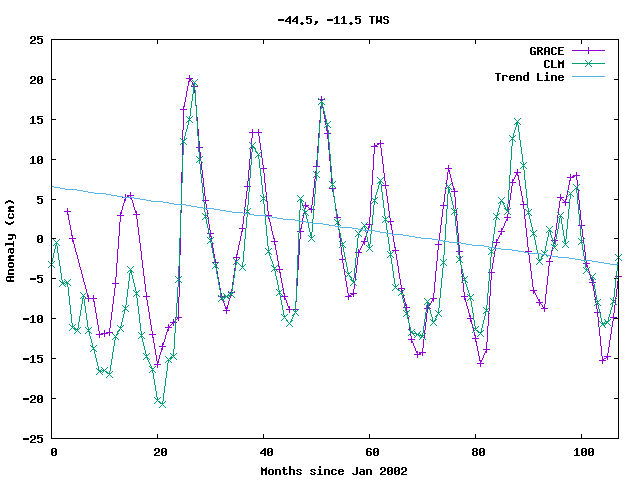 -44.5, -11.5 TWS
GRACE
CLM
Trend Line
Anomaly (cm)
25
20
15
10
5
0
-5
-10
-15
-20
-25
0 20 40 60 80 100
Months since Jan 2002